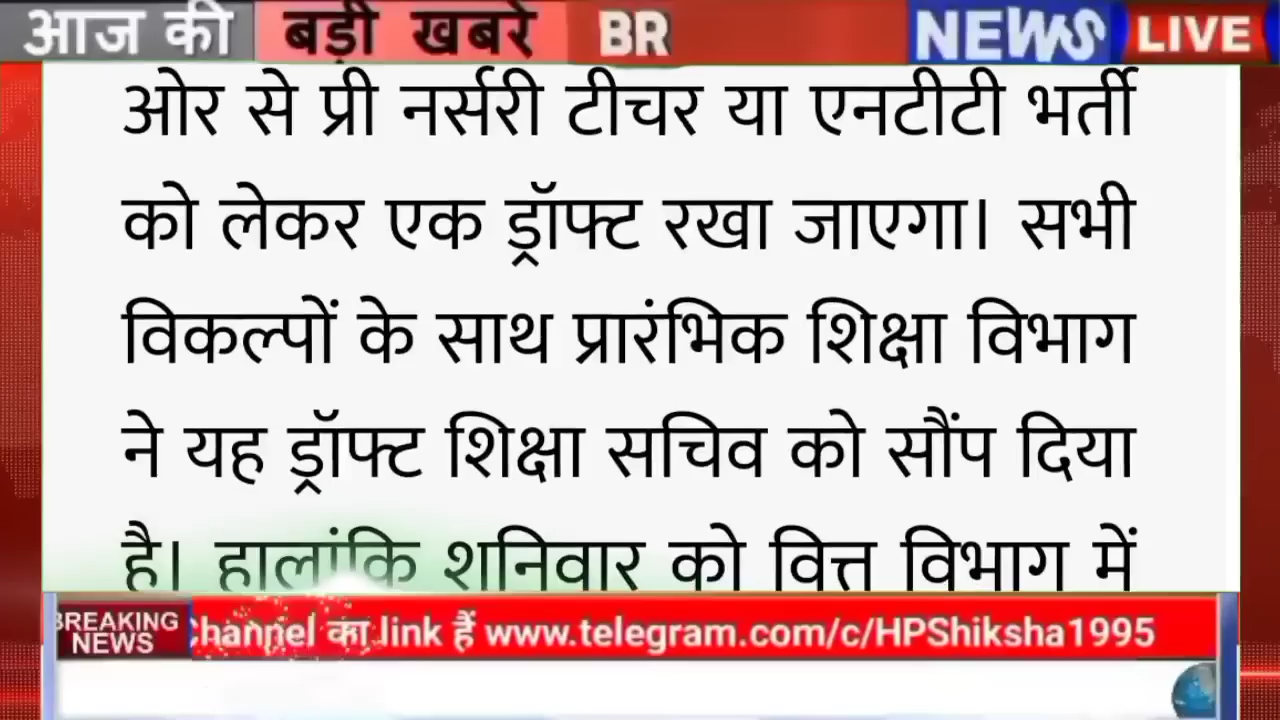 आज की बड़ी खबरे BR NEWS LIVE
ओर से प्री नर्सरी टीचर या एनटीटी भर्ती
को लेकर एक ड्रॉफ्ट रखा जाएगा। सभी
विकल्पों के साथ प्रारंभिक शिक्षा विभाग
ने यह ड्रॉफ्ट शिक्षा सचिव को सौंप दिया
है। हालांकि शनिवार को वित्त विभाग में
BREAKING NEWS
Channel का link हैं www.telegram.com/c/HPShiksha1995